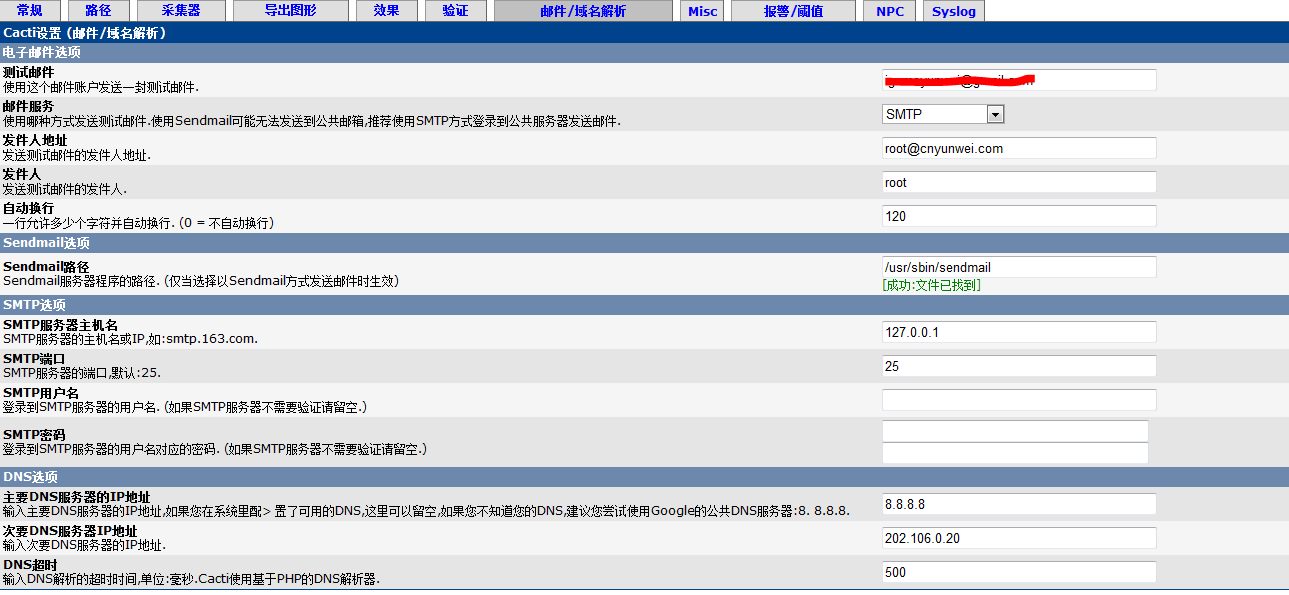 常规 路径 采集器 导出图形 效果 验证 邮件/域名解析 Misc 报警/阈值 NPC Syslog
Cacti设置 (邮件/域名解析)
电子邮件选项
测试邮件
使用这个邮件账户发送一封测试邮件.
邮件服务
使用哪种方式发送测试邮件.使用Sendmail可能无法发送到公共邮箱,推荐使用SMTP方式登录到公共服务器发送邮件.
SMTP
发件人地址
发送测试邮件的发件人地址.
root@cnyunwei.com
发件人
发送测试邮件的发件人.
root
自动换行
一行允许多少个字符并自动换行. (0 = 不自动换行)
120
Sendmail选项
Sendmail路径
Sendmail服务器程序的路径. (仅当选择以Sendmail方式发送邮件时生效)
/usr/sbin/sendmail
[成功:文件已找到]
SMTP选项
SMTP服务器主机名
SMTP服务器的主机名或IP,如:smtp.163.com.
127.0.0.1
SMTP端口
SMTP服务器的端口,默认:25.
25
SMTP用户名
登录到SMTP服务器的用户名. (如果SMTP服务器不需要验证请留空.)
SMTP密码
登录到SMTP服务器的用户名对应的密码. (如果SMTP服务器不需要验证请留空.)
DNS选项
主要DNS服务器的IP地址
输入主要DNS服务器的IP地址,如果您在系统里配> 置了可用的DNS,这里可以留空,如果您不知道您的DNS,建议您尝试使用Google的公共DNS服务器:8. 8.8.8.
8.8.8.8
次要DNS服务器IP地址
输入次要DNS服务器的IP地址.
202.106.0.20
DNS超时
输入DNS解析的超时时间,单位:毫秒.Cacti使用基于PHP的DNS解析器.
500